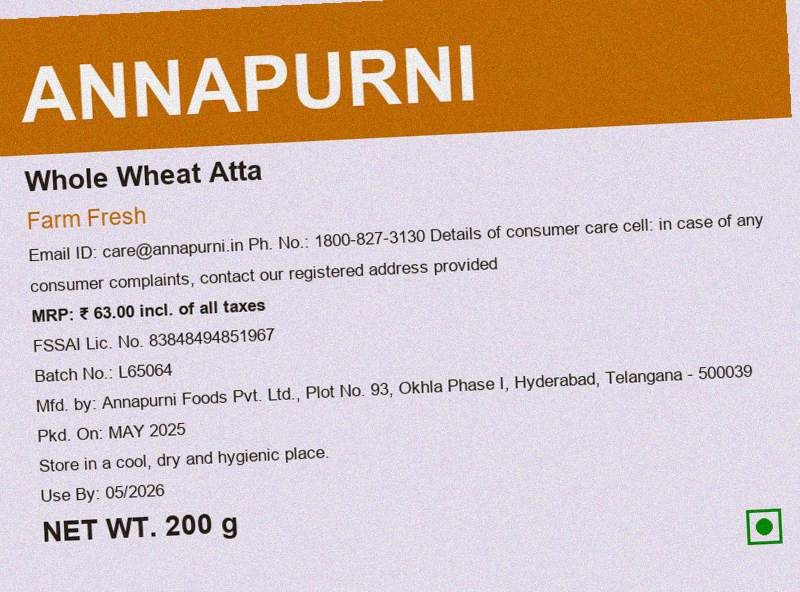 ANNAPURNI
Whole Wheat Atta
Farm Fresh
Email ID: care@annapurni.in Ph. No.: 1800-827-3130 Details of consumer care cell: in case of any
consumer complaints, contact our registered address provided
MRP: ₹ 63.00 incl. of all taxes
FSSAI Lic. No. 83848494851967
Batch No.: L65064
Mfd. by: Annapurni Foods Pvt. Ltd., Plot No. 93, Okhla Phase I, Hyderabad, Telangana - 500039
Pkd. On: MAY 2025
Store in a cool, dry and hygienic place.
Use By: 05/2026
NET WT. 200 g